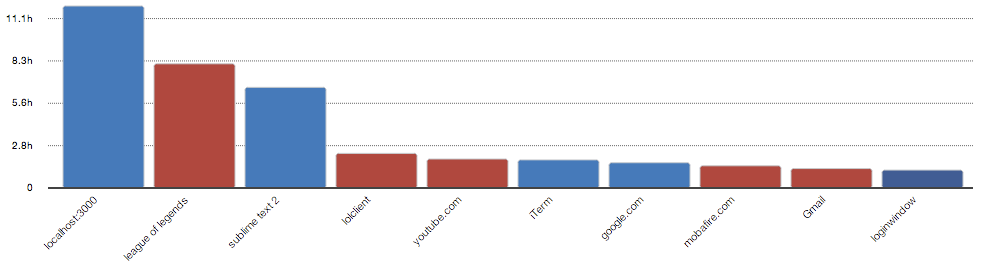 11.1h
8.3h
5.6h
2.8h
0
localhost:3000
league of legends
sublime text 2
lolclient
youtube.com
iTerm
google.com
mobafire.com
Gmail
loginwindow